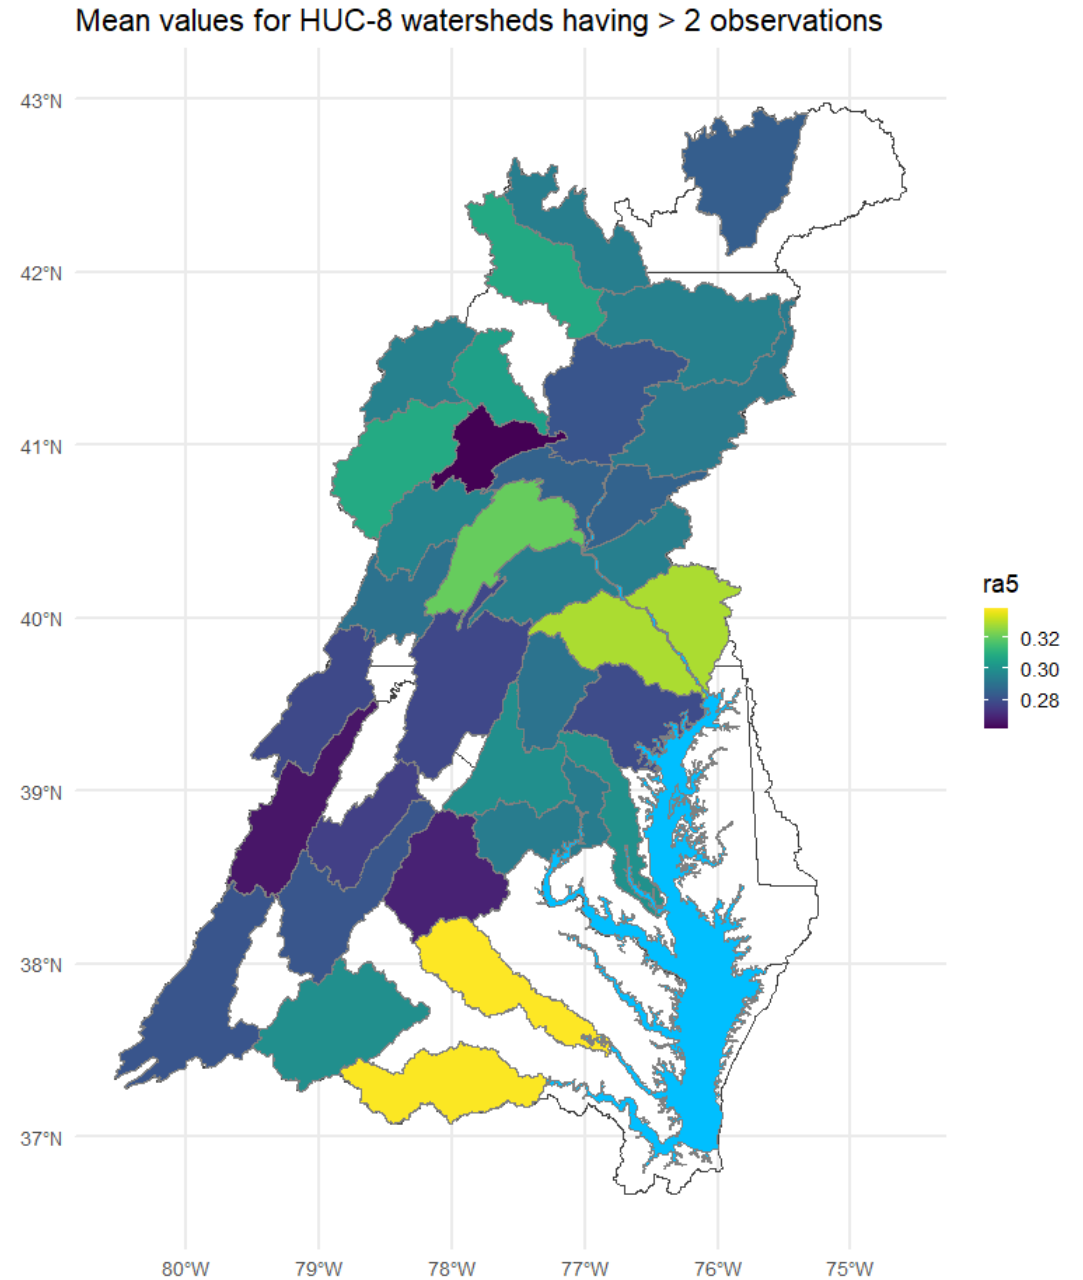 Mean values for HUC-8 watersheds having > 2 observations
43°N
42°N
41°N
40°N
39°N
38°N
37°N
80°W 79°W 78°W 77°W 76°W 75°W
ra5
0.32
0.30
0.28